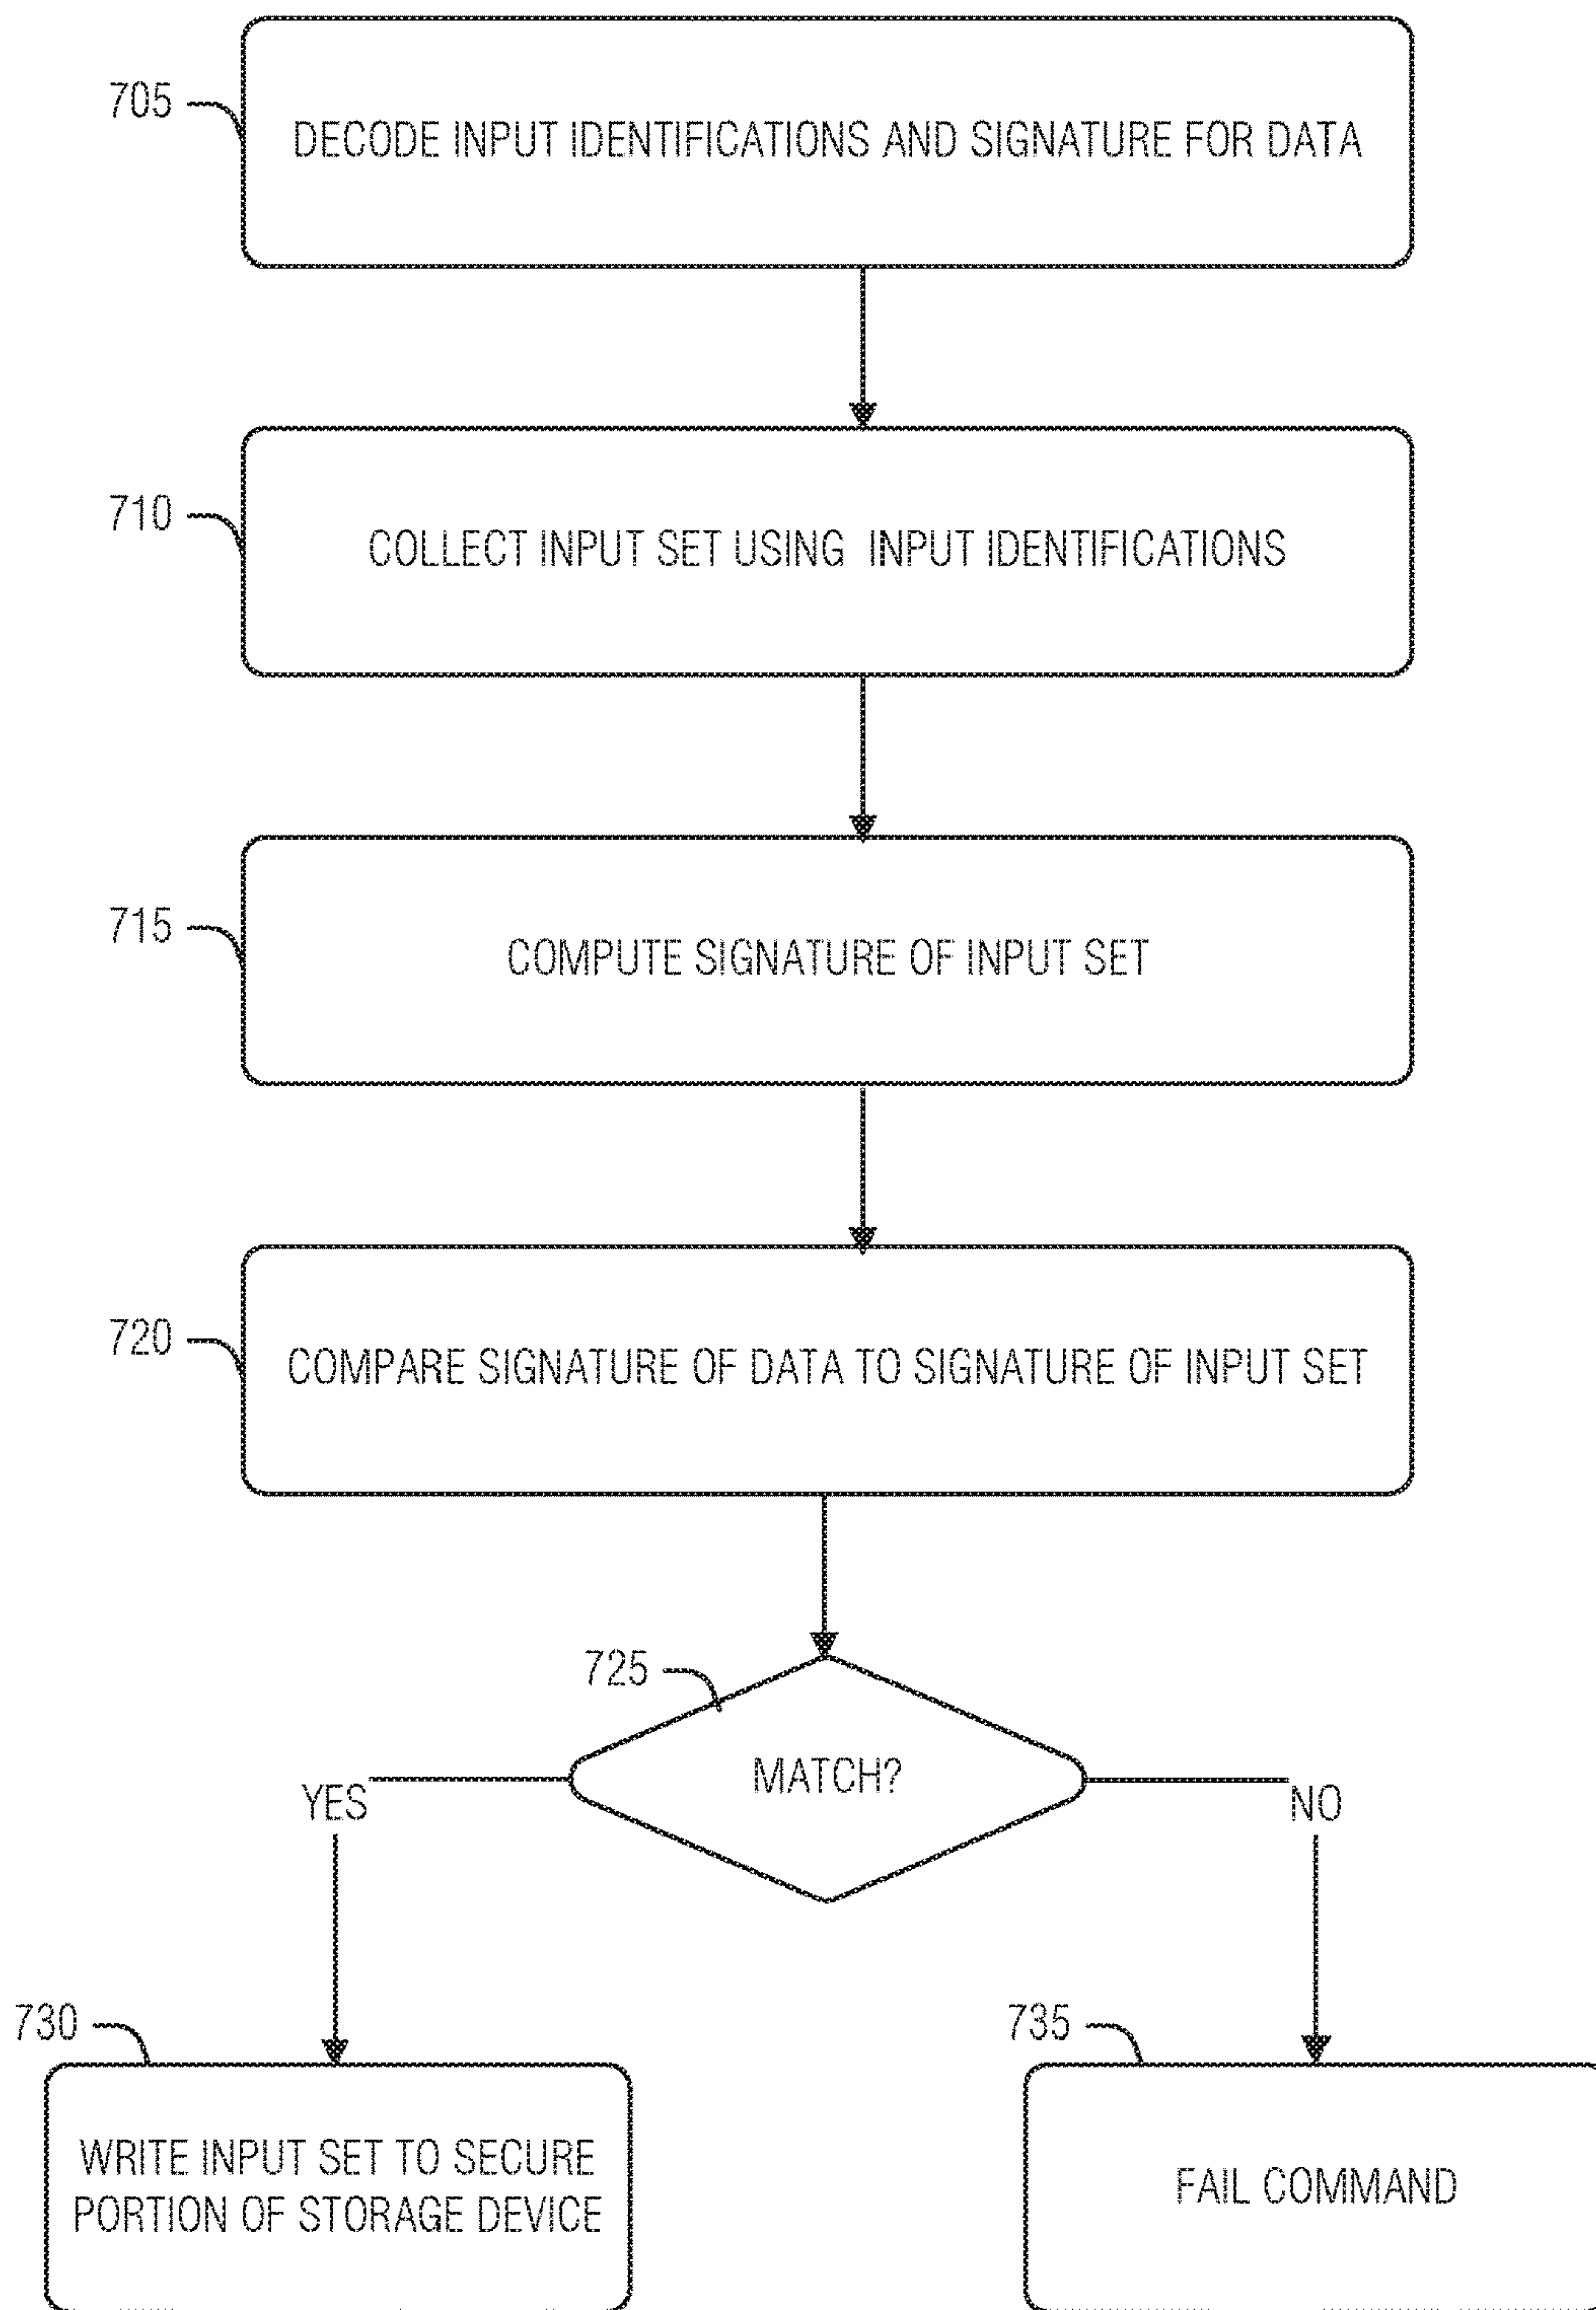 705
DECODE INPUT IDENTIFICATIONS AND SIGNATURE FOR DATA
710
COLLECT INPUT SET USING INPUT IDENTIFICATIONS
715
COMPUTE SIGNATURE OF INPUT SET
720
COMPARE SIGNATURE OF DATA TO SIGNATURE OF INPUT SET
725
MATCH?
YES
NO
730
WRITE INPUT SET TO SECURE
PORTION OF STORAGE DEVICE
735
FAIL COMMAND